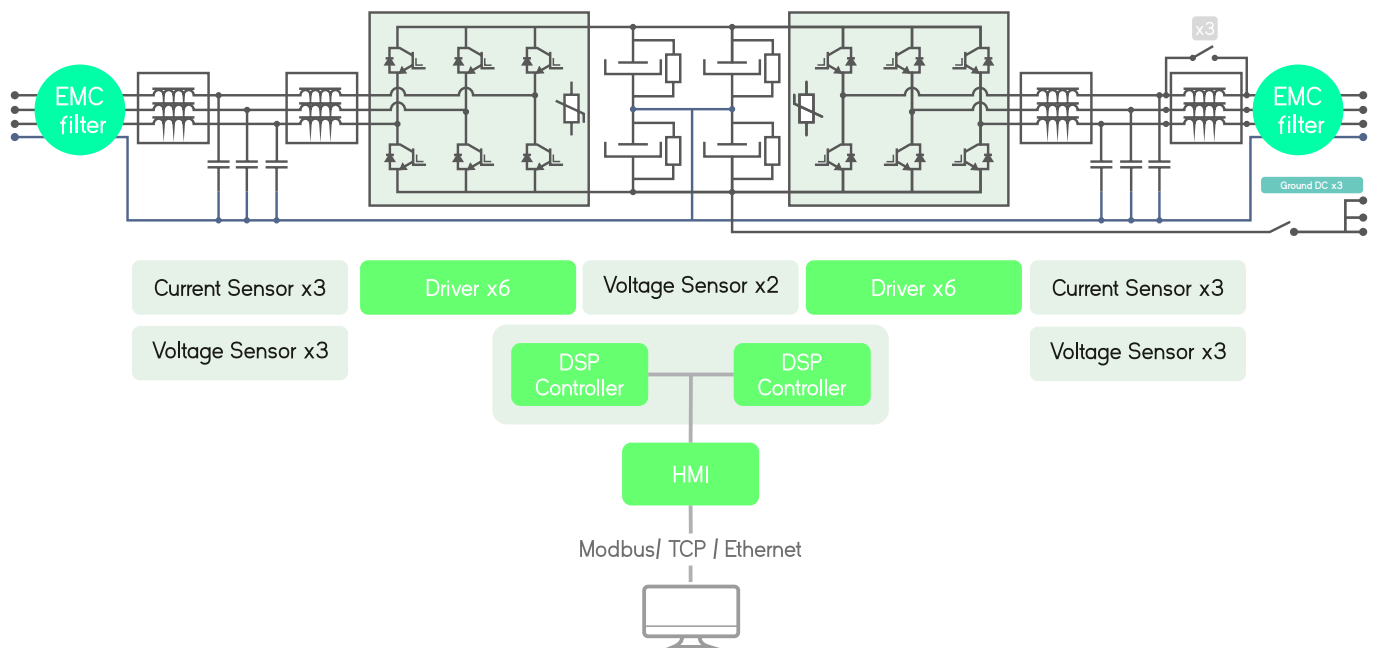 x3
EMC
filter
EMC
filter
Ground DC x3
Current Sensor x3
Driver x6
Voltage Sensor x2
Driver x6
Current Sensor x3
Voltage Sensor x3
Voltage Sensor x3
DSP
Controller
DSP
Controller
HMI
Modbus/ TCP / Ethernet